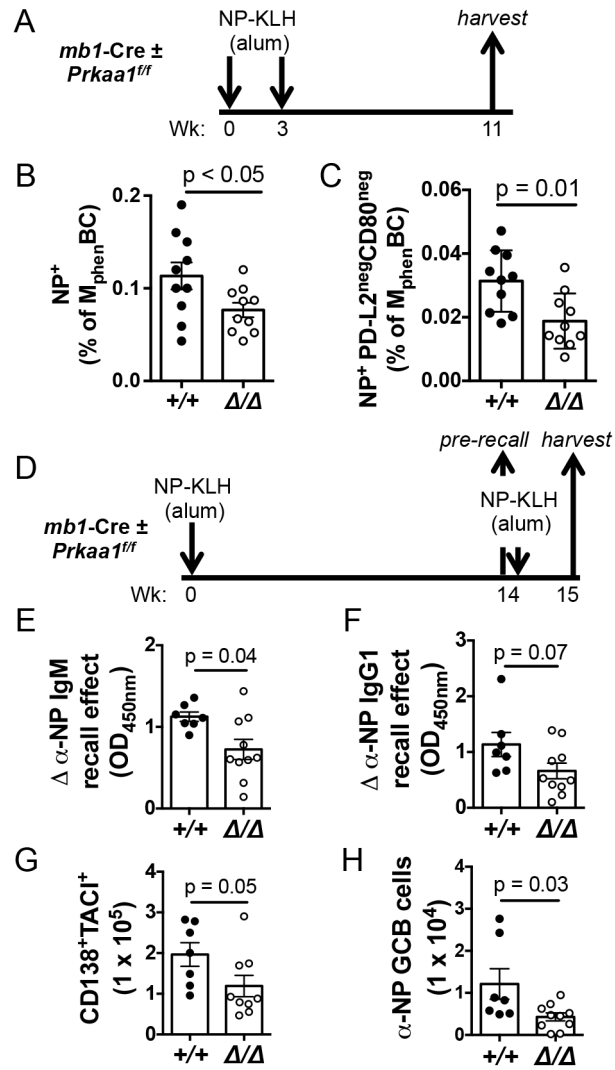 A
NP-KLH
(alum)
harvest
mb1-Cre ±
Prkaa1f/f
Wk: 0 3 11
B
p < 0.05
NP+
(% of MphenBC)
0.2
0.1
0.0
+/+ Δ/Δ
C
p = 0.01
NP+ PD-L2negCD80neg
(% of MphenBC)
0.06
0.04
0.02
0.00
+/+ Δ/Δ
D
pre-recall harvest
NP-KLH
(alum)
NP-KLH
(alum)
mb1-Cre ±
Prkaa1f/f
Wk: 0 14 15
E
p = 0.04
Δ α-NP IgM
recall effect
(OD450nm)
2
1
0
+/+ Δ/Δ
F
p = 0.07
Δ α-NP IgG1
recall effect
(OD450nm)
3
2
1
0
+/+ Δ/Δ
G
p = 0.05
CD138+TACI+
(1 x 10^5)
4
3
2
1
0
+/+ Δ/Δ
H
p = 0.03
α-NP GCB cells
(1 x 10^4)
4
3
2
1
0
+/+ Δ/Δ